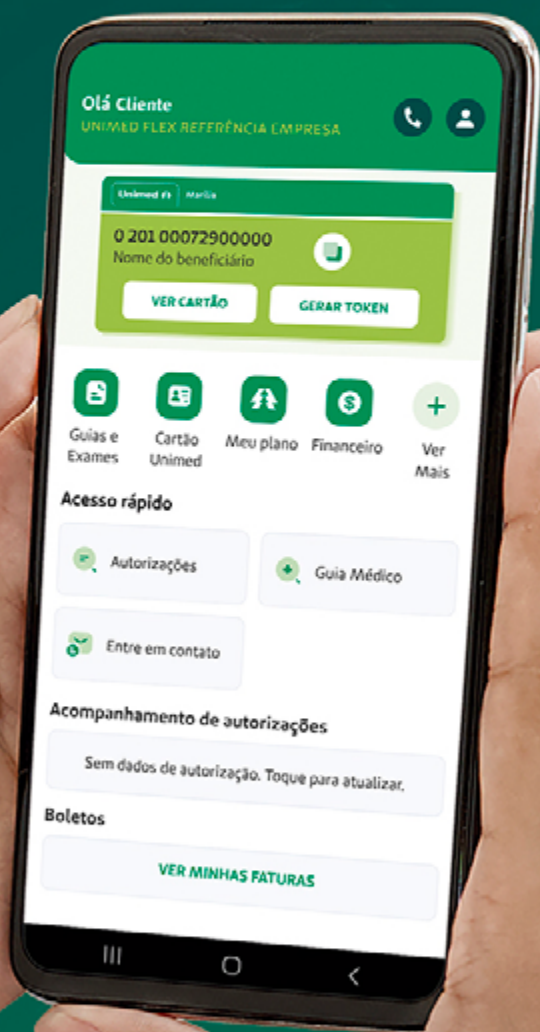 Olá Cliente
UNIMED FLEX REFERÊNCIA EMPRESA
Unimed Marília
0 201 00072900000
Nome do beneficiário
VER CARTÃO GERAR TOKEN
Guias e Exames
Cartão Unimed
Meu plano
Financeiro
Ver Mais
Acesso rápido
Autorizações
Guia Médico
Entre em contato
Acompanhamento de autorizações
Sem dados de autorização. Toque para atualizar.
Boletos
VER MINHAS FATURAS